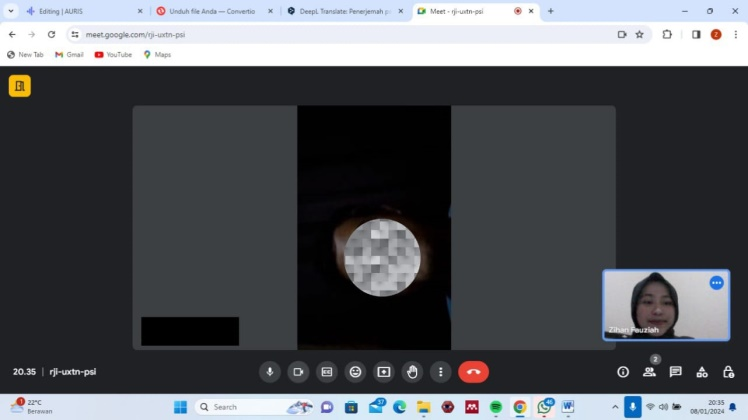 Editing | AURIS
Unduh file Anda — Convertio
DeepL Translate: Penerjemah p
Meet - rji-uxtn-psi
meet.google.com/rji-uxtn-psi
New Tab
Gmail
YouTube
Maps
Zihan Fauziah
2
20.35 | rji-uxtn-psi
22°C
Berawan
Search
37
46
20:35
08/01/2024